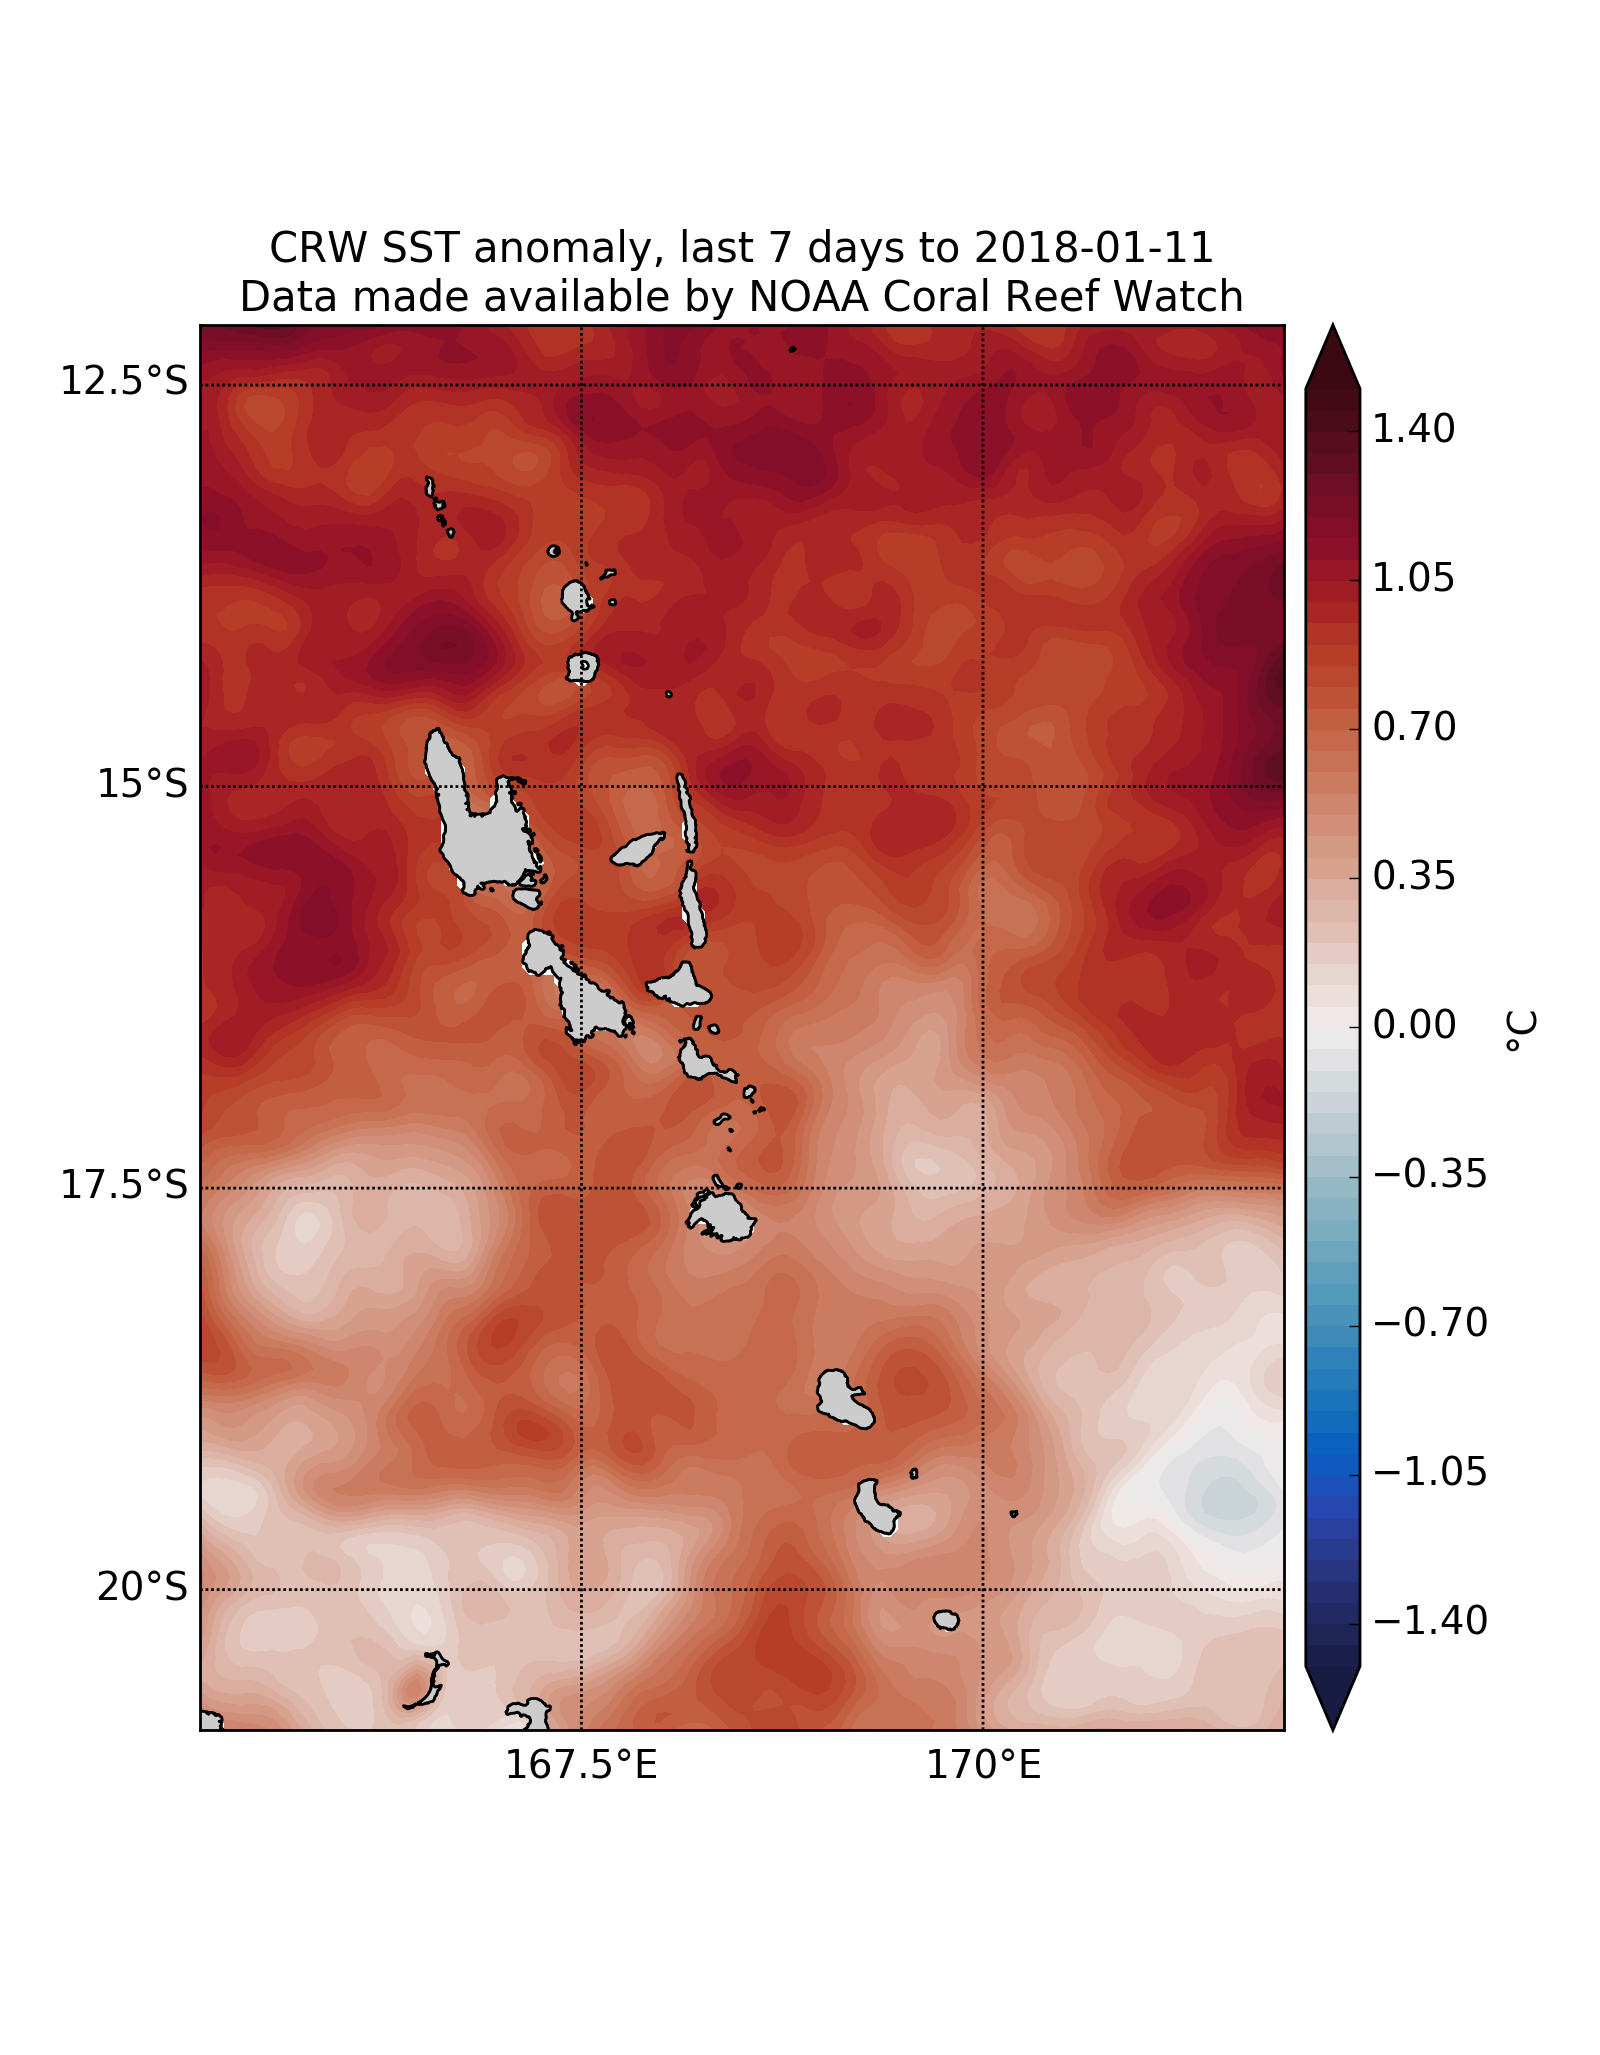 CRW SST anomaly, last 7 days to 2018-01-11
Data made available by NOAA Coral Reef Watch
12.5°S
15°S
17.5°S
20°S
167.5°E
170°E
1.40
1.05
0.70
0.35
0.00
−0.35
−0.70
−1.05
−1.40
°C